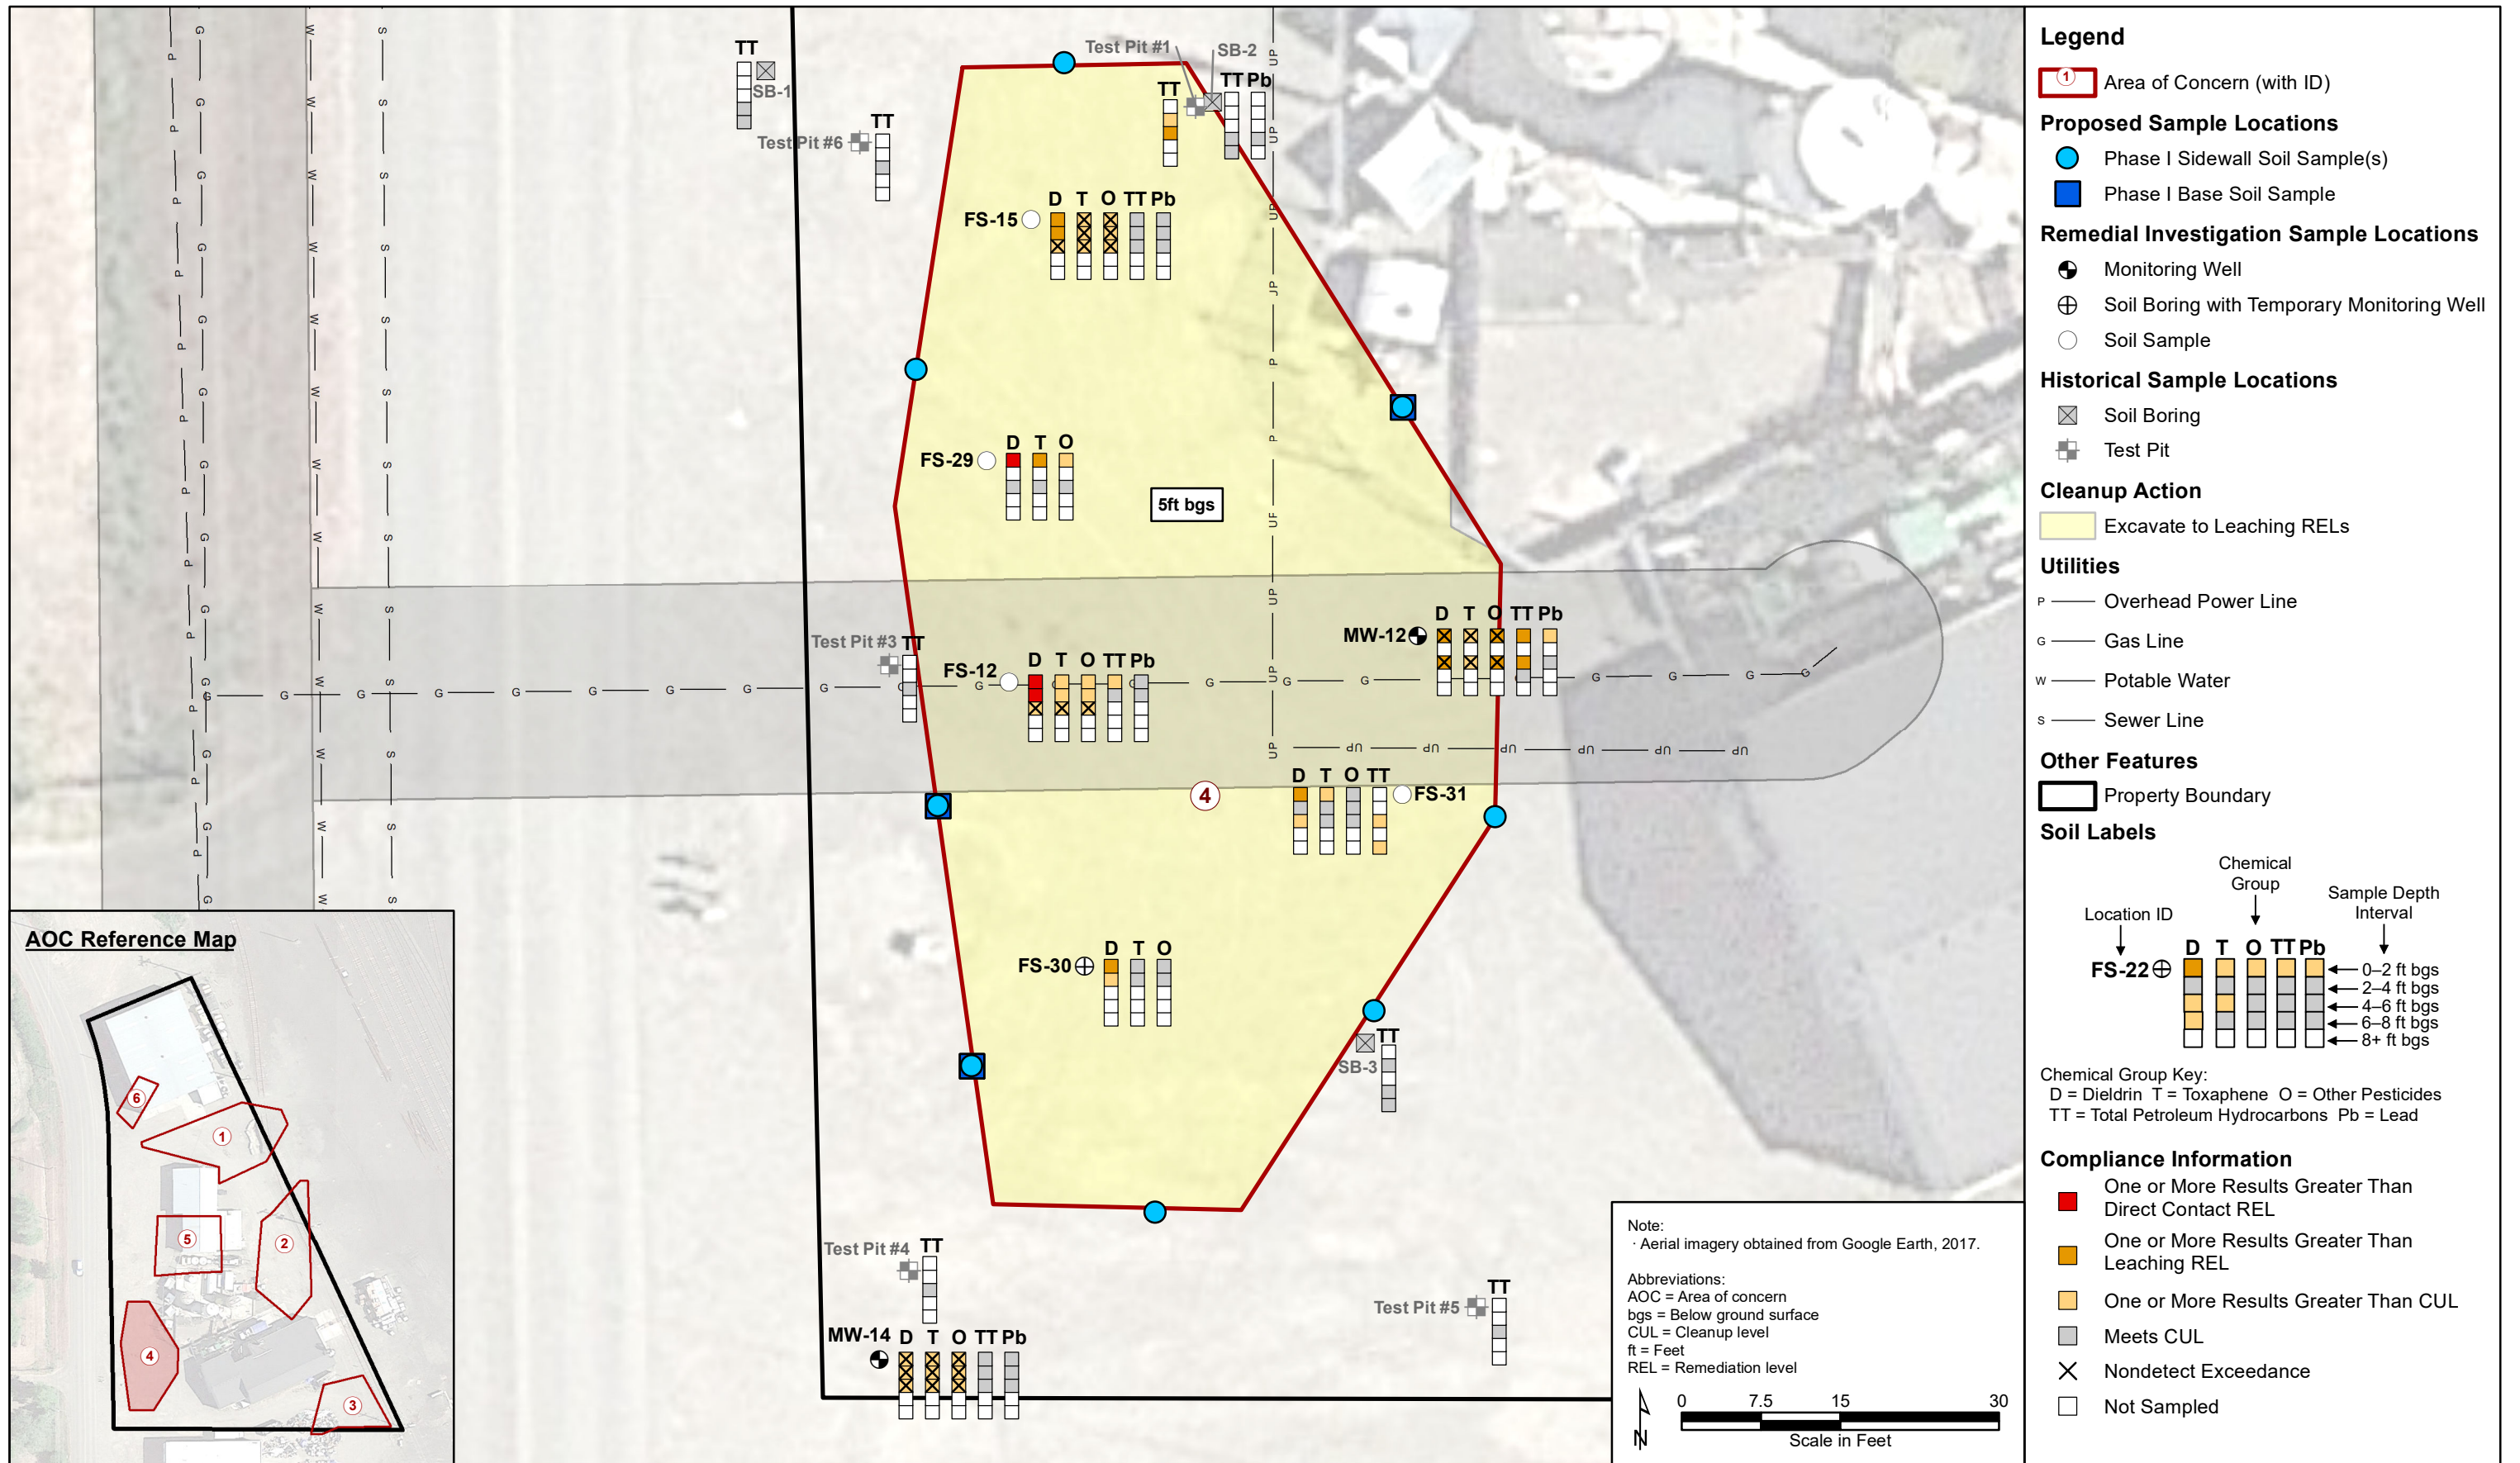 TT
SB-1
Test Pit #6
TT
Test Pit #1
SB-2
TT
TT Pb
FS-15
D T O TT Pb
FS-29
D T O
5ft bgs
Test Pit #3
TT
FS-12
D T O TT Pb
MW-12
D T O TT Pb
4
D T O TT
FS-31
FS-30
D T O
SB-3
TT
Test Pit #4
TT
MW-14
D T O TT Pb
Test Pit #5
TT
P
G
W
S
UP
AOC Reference Map
6
1
5
2
4
3
Note:
· Aerial imagery obtained from Google Earth, 2017.
Abbreviations:
AOC = Area of concern
bgs = Below ground surface
CUL = Cleanup level
ft = Feet
REL = Remediation level
N
0 7.5 15 30
Scale in Feet
Legend
1 Area of Concern (with ID)
Proposed Sample Locations
Phase I Sidewall Soil Sample(s)
Phase I Base Soil Sample
Remedial Investigation Sample Locations
Monitoring Well
Soil Boring with Temporary Monitoring Well
Soil Sample
Historical Sample Locations
Soil Boring
Test Pit
Cleanup Action
Excavate to Leaching RELs
Utilities
P Overhead Power Line
G Gas Line
W Potable Water
S Sewer Line
Other Features
Property Boundary
Soil Labels
Chemical
Group
Sample Depth
Interval
Location ID
D T O TT Pb
FS-22
0–2 ft bgs
2–4 ft bgs
4–6 ft bgs
6–8 ft bgs
8+ ft bgs
Chemical Group Key:
D = Dieldrin T = Toxaphene O = Other Pesticides
TT = Total Petroleum Hydrocarbons Pb = Lead
Compliance Information
One or More Results Greater Than
Direct Contact REL
One or More Results Greater Than
Leaching REL
One or More Results Greater Than CUL
Meets CUL
Nondetect Exceedance
Not Sampled